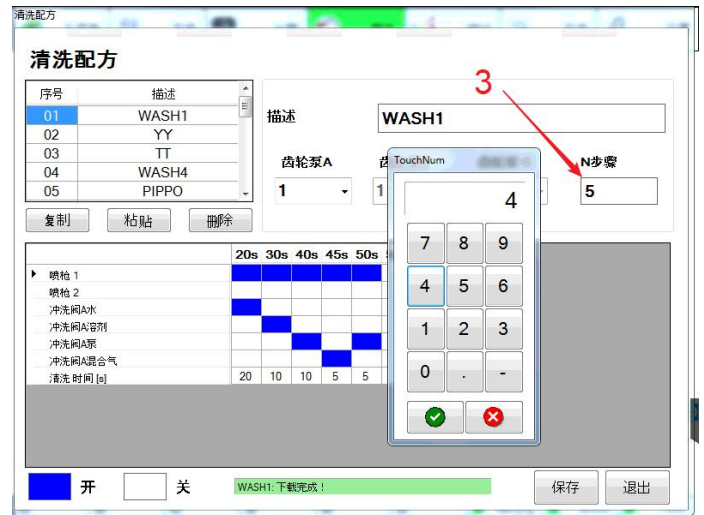 清洗配方
清洗配方
序号 描述
01 WASH1
02 YY
03 TT
04 WASH4
05 PIPPO
复制 粘贴 删除
描述 WASH1
3
齿轮泵A N步骤
1 1 5
TouchNum
4
7 8 9
4 5 6
1 2 3
0 . -
20s 30s 40s 45s 50s
喷枪 1
喷枪 2
冲洗阀A水
冲洗阀A溶剂
冲洗阀A泵
冲洗阀A混合气
清洗 时间 [s] 20 10 10 5 5
开 关 WASH1: 下载完成！ 保存 退出